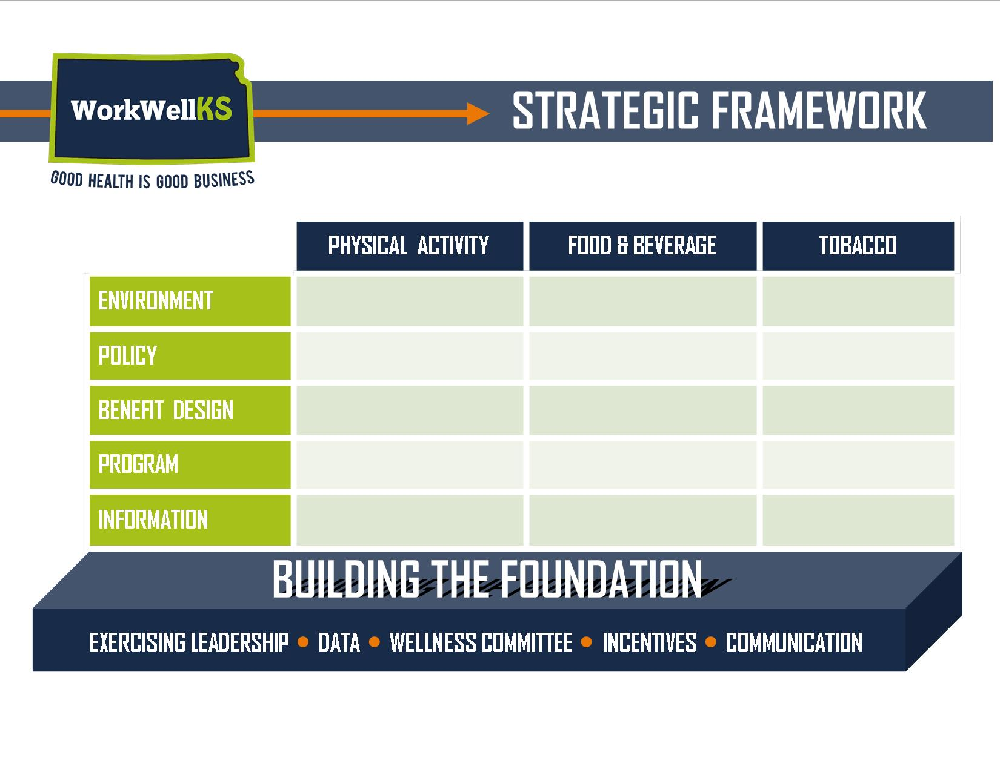 WorkWellKS
STRATEGIC FRAMEWORK
GOOD HEALTH IS GOOD BUSINESS
PHYSICAL ACTIVITY FOOD & BEVERAGE TOBACCO
ENVIRONMENT
POLICY
BENEFIT DESIGN
PROGRAM
INFORMATION
BUILDING THE FOUNDATION
EXERCISING LEADERSHIP • DATA • WELLNESS COMMITTEE • INCENTIVES • COMMUNICATION